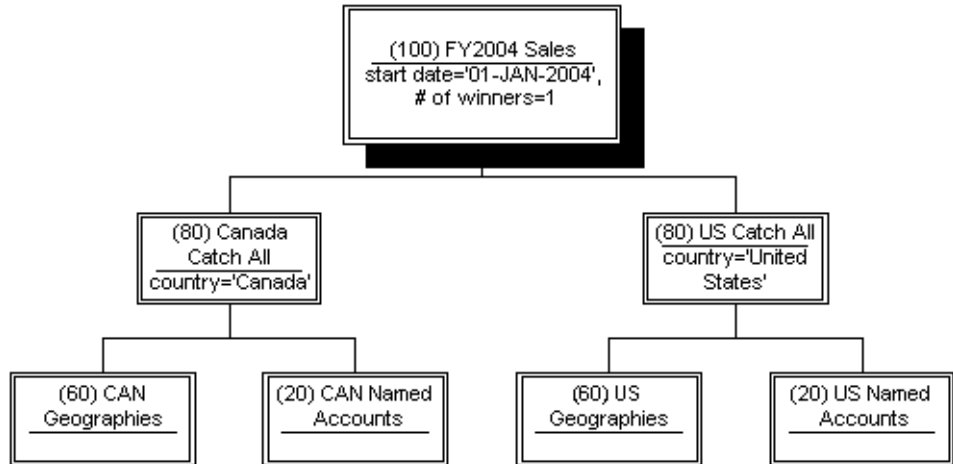 (100) FY2004 Sales
start date='01-JAN-2004',
# of winners=1
(80) Canada
Catch All
country='Canada'
(80) US Catch All
country='United
States'
(60) CAN
Geographies
(20) CAN Named
Accounts
(60) US
Geographies
(20) US Named
Accounts